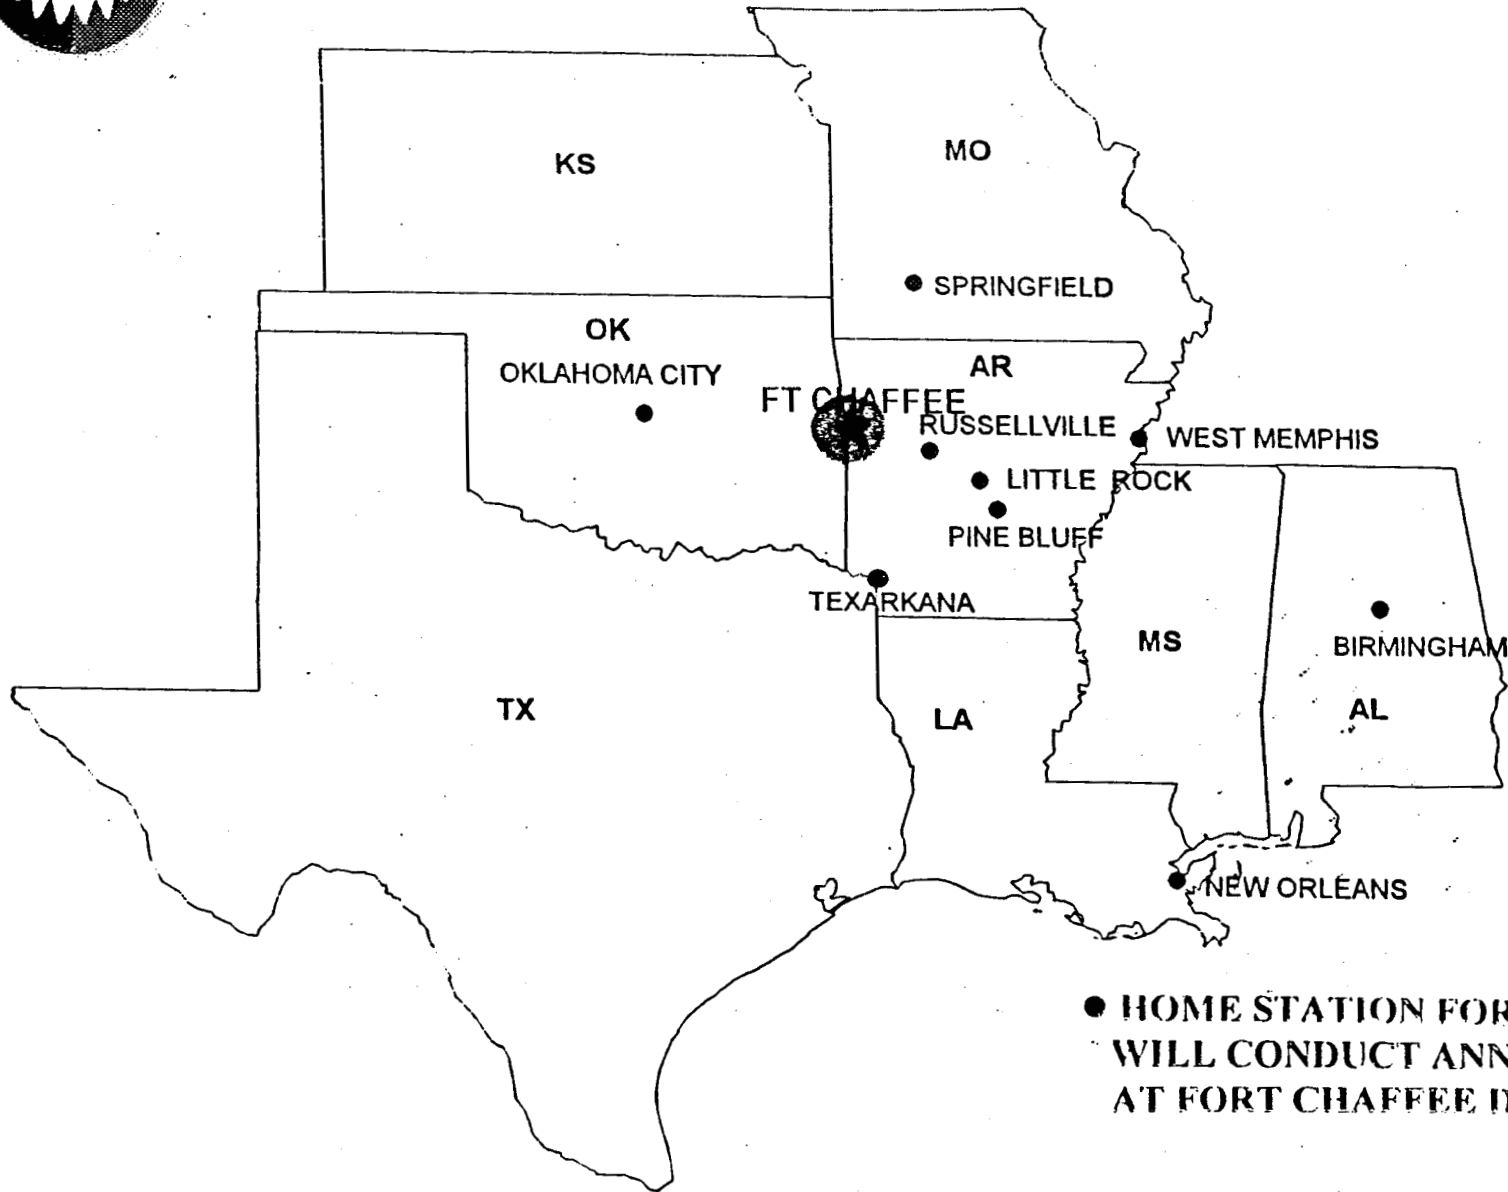 MO
KS
SPRINGFIELD
OK
AR
OKLAHOMA CITY
FT CHAFFEE
RUSSELLVILLE
WEST MEMPHIS
LITTLE ROCK
PINE BLUFF
TEXARKANA
MS
BIRMINGHAM
TX
LA
AL
NEW ORLEANS
● HOME STATION FOR
WILL CONDUCT ANN
AT FORT CHAFFEE